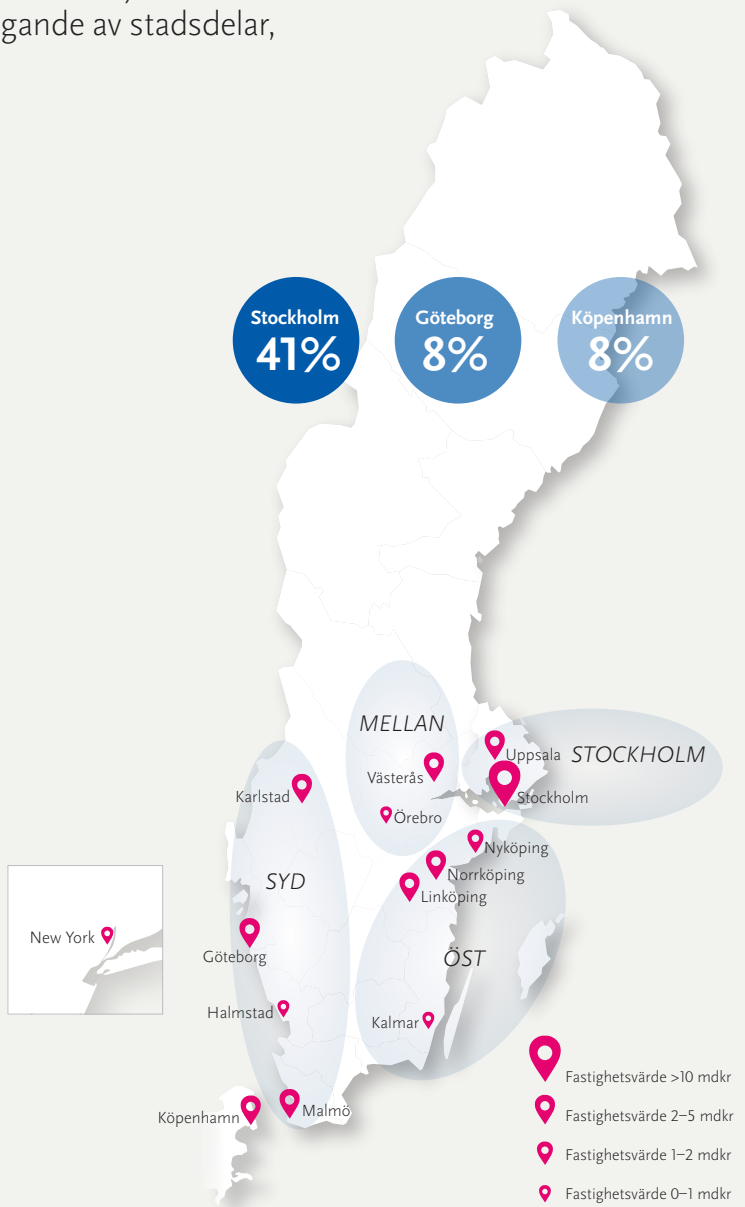 gande av stadsdelar,
Stockholm
41%
Göteborg
8%
Köpenhamn
8%
MELLAN
Uppsala
STOCKHOLM
Västerås
Karlstad
Stockholm
Örebro
Nyköping
Norrköping
SYD
Linköping
New York
Göteborg
ÖST
Halmstad
Kalmar
Fastighetsvärde >10 mdkr
Malmö
Köpenhamn
Fastighetsvärde 2–5 mdkr
Fastighetsvärde 1–2 mdkr
Fastighetsvärde 0–1 mdkr